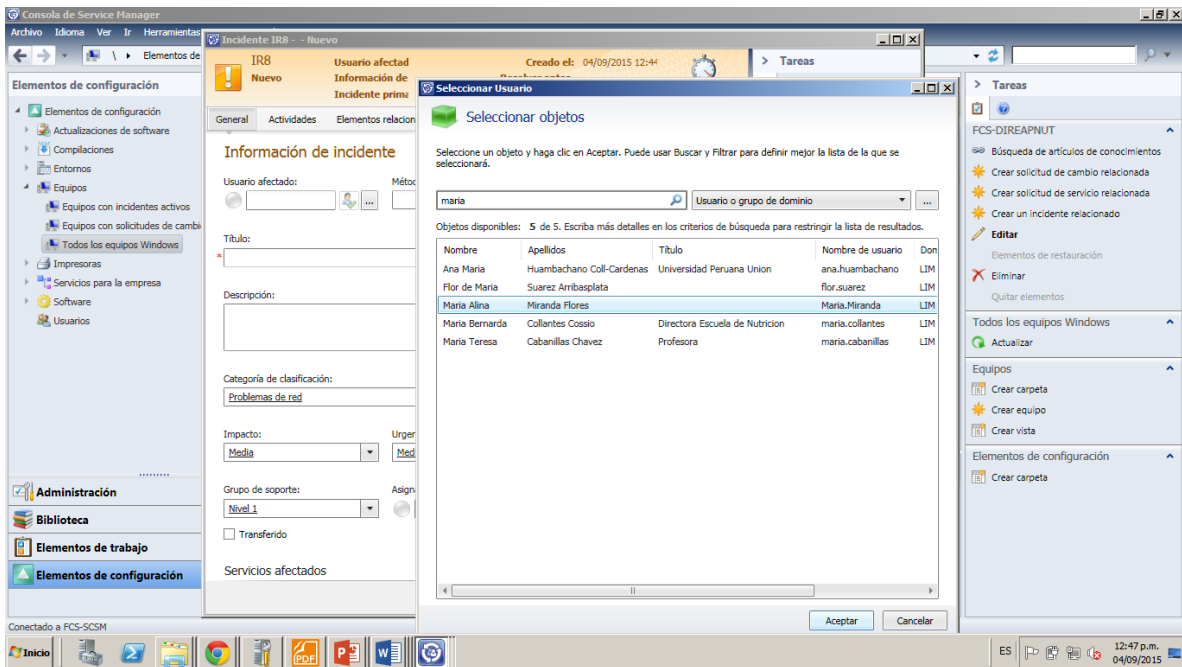 Consola de Service Manager
Archivo Idioma Ver Ir Herramientas
\ Elementos de
Elementos de configuración
Elementos de configuración
Actualizaciones de software
Compilaciones
Entornos
Equipos
Equipos con incidentes activos
Equipos con solicitudes de cambi
Todos los equipos Windows
Impresoras
Servicios para la empresa
Software
Usuarios
Administración
Biblioteca
Elementos de trabajo
Elementos de configuración
Conectado a FCS-SCSM
Incidente IR8 - - Nuevo
IR8
Nuevo
Usuario afectad
Información de
Incidente prima
Creado el: 04/09/2015 12:44
> Tareas
General Actividades Elementos relacion
Información de incidente
Usuario afectado: Métoc
...
Título:
*
Descripción:
Categoría de clasificación:
Problemas de red
Impacto: Urger
Media Med
Grupo de soporte: Asign
Nivel 1
Transferido
Servicios afectados
Seleccionar Usuario
Seleccionar objetos
Seleccione un objeto y haga clic en Aceptar. Puede usar Buscar y Filtrar para definir mejor la lista de la que se
seleccionará.
maria Usuario o grupo de dominio ...
Objetos disponibles: 5 de 5. Escriba más detalles en los criterios de búsqueda para restringir la lista de resultados.
Nombre Apellidos Título Nombre de usuario Don
Ana Maria Huambachano Coll-Cardenas Universidad Peruana Union ana.huambachano LIM
Flor de Maria Suarez Arribasplata flor.suarez LIM
Maria Alina Miranda Flores Maria.Miranda LIM
Maria Bernarda Collantes Cossio Directora Escuela de Nutricion maria.collantes LIM
Maria Teresa Cabanillas Chavez Profesora maria.cabanillas LIM
Aceptar Cancelar
> Tareas
FCS-DIREAPNUT
Búsqueda de artículos de conocimientos
Crear solicitud de cambio relacionada
Crear solicitud de servicio relacionada
Crear un incidente relacionado
Editar
Elementos de restauración
Eliminar
Quitar elementos
Todos los equipos Windows
Actualizar
Equipos
Crear carpeta
Crear equipo
Crear vista
Elementos de configuración
Crear carpeta
Inicio
PDF
ES
12:47 p.m.
04/09/2015